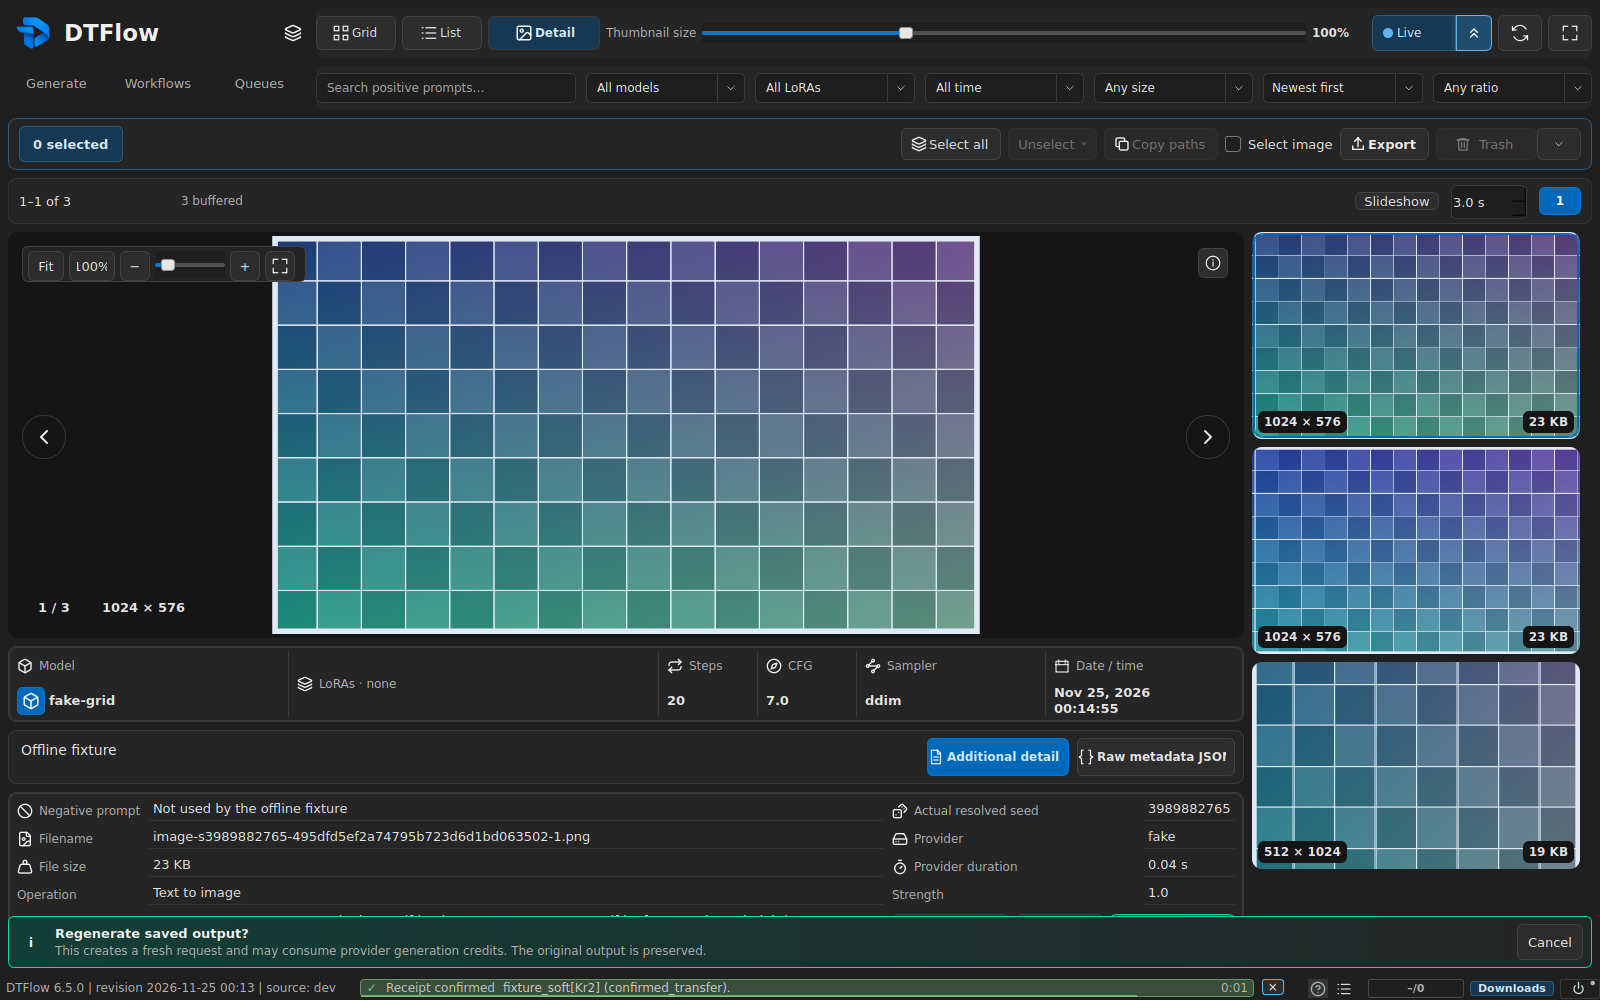 DTFlow
Grid
List
Detail
Thumbnail size
100%
Live
Generate
Workflows
Queues
Search positive prompts...
All models
All LoRAs
All time
Any size
Newest first
Any ratio
0 selected
Select all
Unselect
Copy paths
Select image
Export
Trash
1–1 of 3
3 buffered
Slideshow
3.0 s
1
Fit
100%
1 / 3
1024 × 576
1024 × 576
23 KB
1024 × 576
23 KB
512 × 1024
19 KB
Model
fake-grid
LoRAs · none
Steps
20
CFG
7.0
Sampler
ddim
Date / time
Nov 25, 2026
00:14:55
Offline fixture
Additional detail
Raw metadata JSON
Negative prompt
Not used by the offline fixture
Actual resolved seed
3989882765
Filename
image-s3989882765-495dfd5ef2a74795b723d6d1bd063502-1.png
Provider
fake
File size
23 KB
Provider duration
0.04 s
Operation
Text to image
Strength
1.0
Regenerate saved output?
This creates a fresh request and may consume provider generation credits. The original output is preserved.
Cancel
DTFlow 6.5.0 | revision 2026-11-25 00:13 | source: dev
✓ Receipt confirmed fixture_soft[Kr2] (confirmed_transfer).
0:01
–/0
Downloads